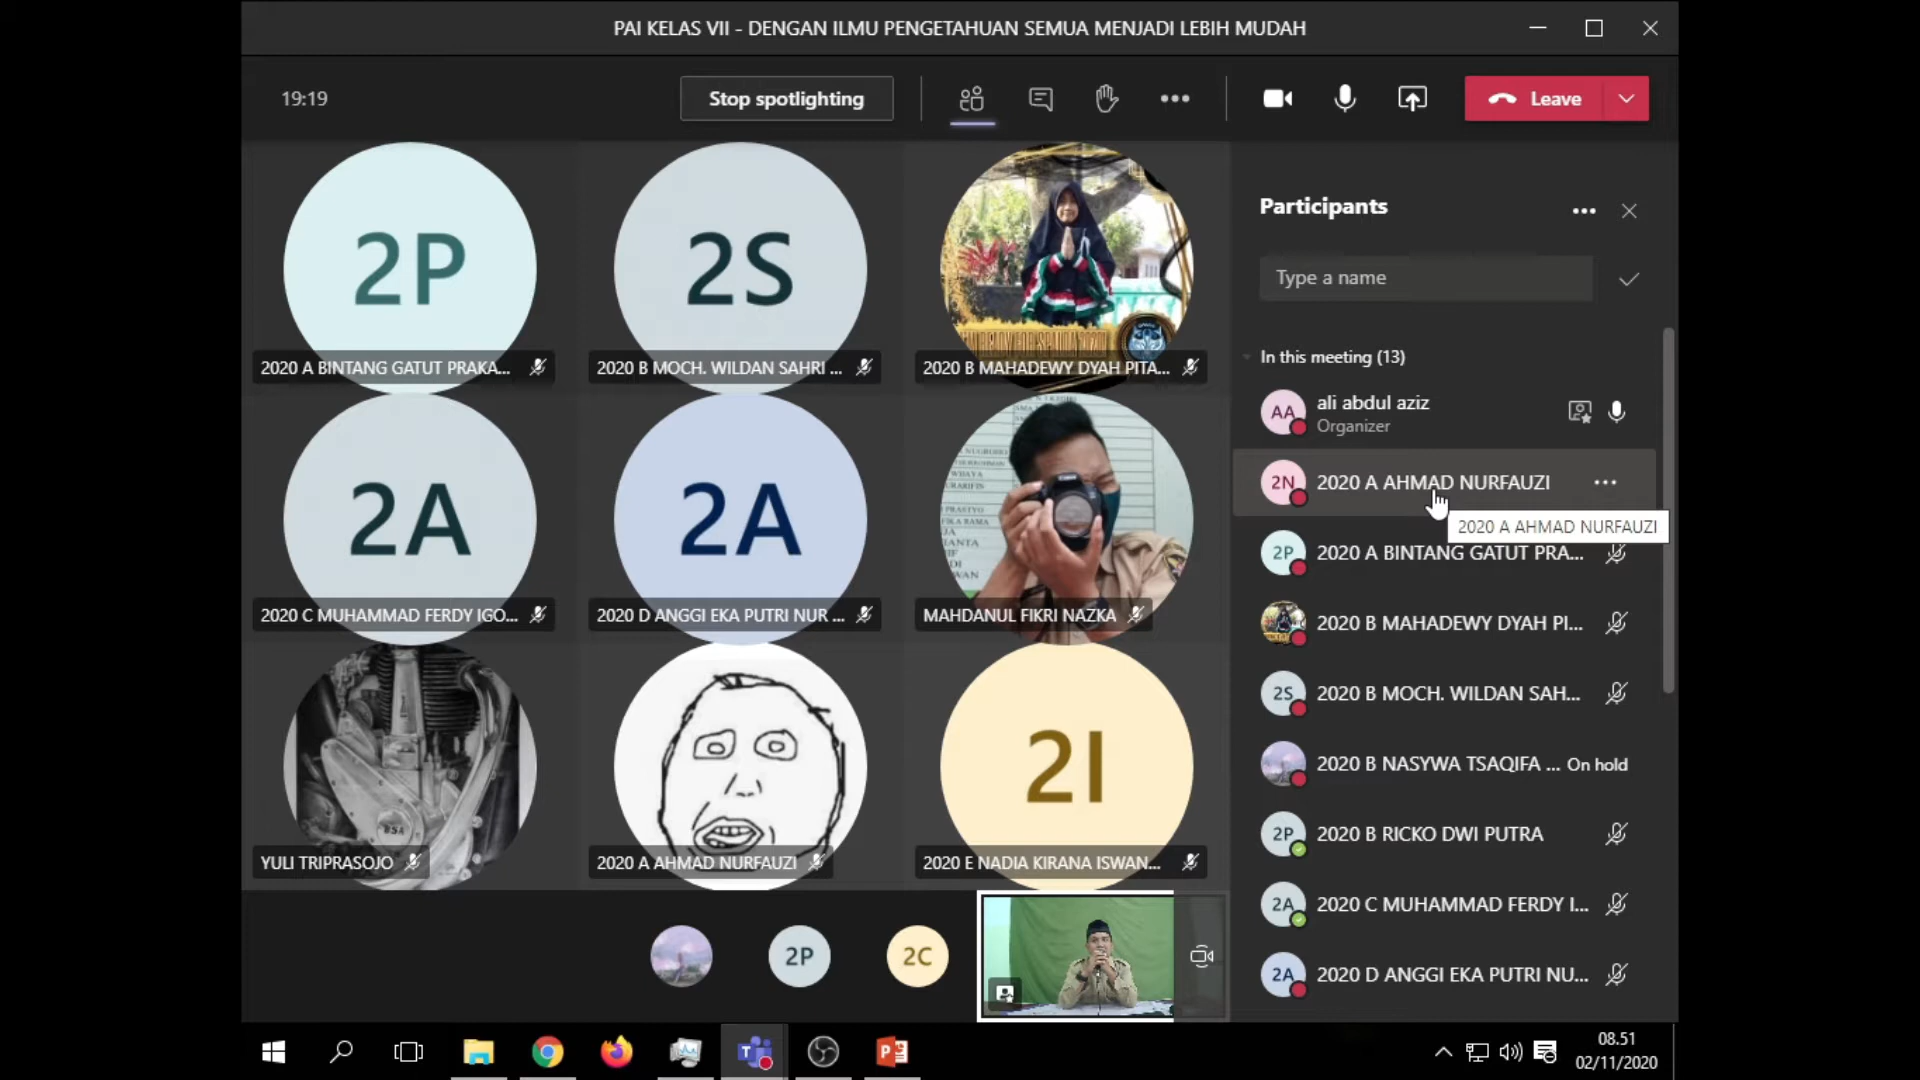 PAI KELAS VII - DENGAN ILMU PENGETAHUAN SEMUA MENJADI LEBIH MUDAH
19:19
Stop spotlighting
Leave
2P
2S
2020 A BINTANG GATUT PRAKA...
2020 B MOCH. WILDAN SAHRI ...
2020 B MAHADEWY DYAH PITA...
2A
2A
2020 C MUHAMMAD FERDY IGO...
2020 D ANGGI EKA PUTRI NUR ...
MAHDANUL FIKRI NAZKA
BSA
2I
YULI TRIPRASOJO
2020 A AHMAD NURFAUZI
2020 E NADIA KIRANA ISWAN...
2P
2C
Participants
Type a name
In this meeting (13)
AA
ali abdul aziz
Organizer
2N
2020 A AHMAD NURFAUZI
2020 A AHMAD NURFAUZI
2P
2020 A BINTANG GATUT PRA...
2020 B MAHADEWY DYAH PI...
2S
2020 B MOCH. WILDAN SAH...
2020 B NASYWA TSAQIFA ... On hold
2P
2020 B RICKO DWI PUTRA
2A
2020 C MUHAMMAD FERDY I...
2A
2020 D ANGGI EKA PUTRI NU...
08.51
02/11/2020